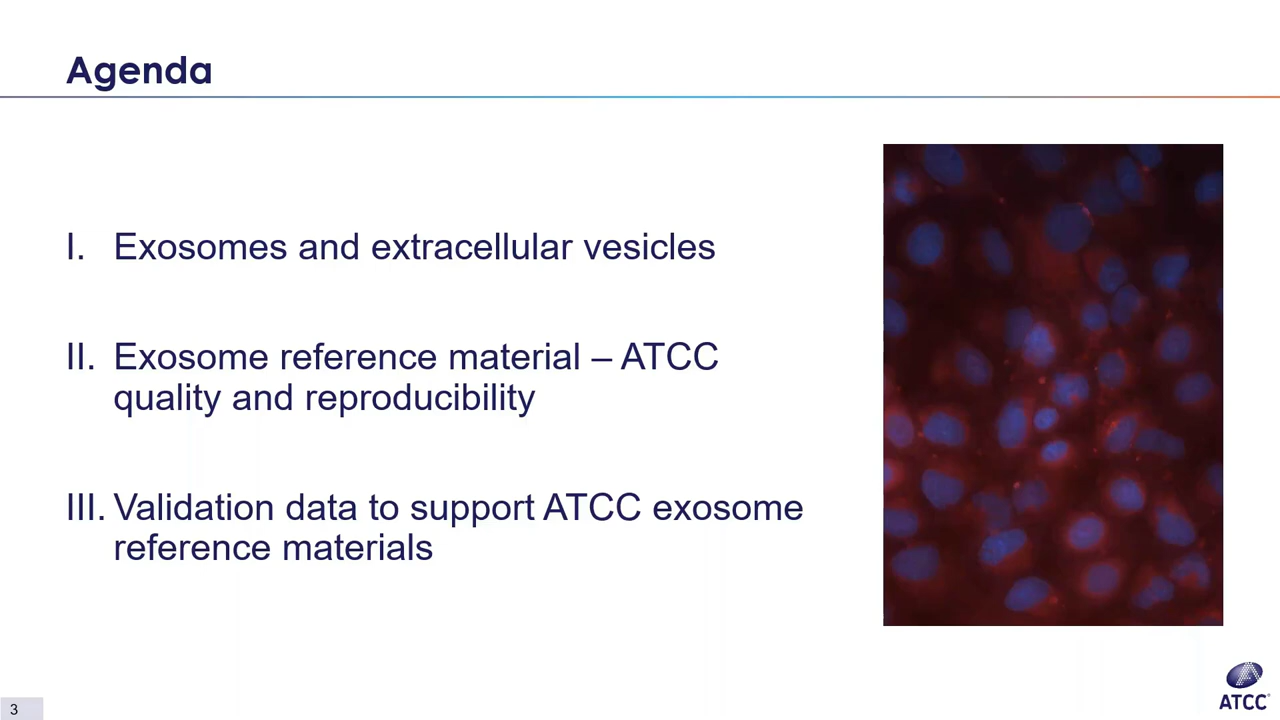 Agenda
I. Exosomes and extracellular vesicles
II. Exosome reference material – ATCC
quality and reproducibility
III. Validation data to support ATCC exosome
reference materials
3
ATCC